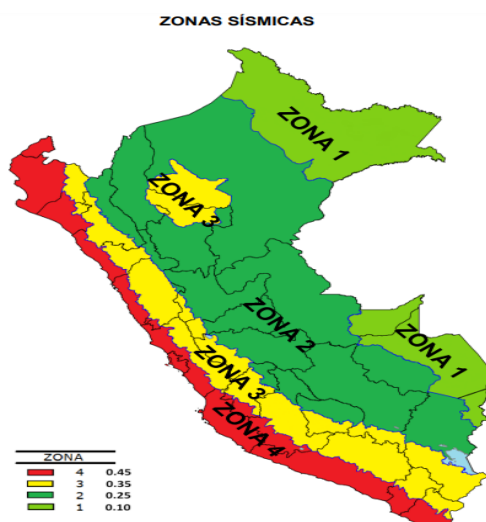 ZONAS SÍSMICAS
ZONA 1
ZONA 3
ZONA 2
ZONA 1
ZONA 3
ZONA 4
ZONA
4 0.45
3 0.35
2 0.25
1 0.10